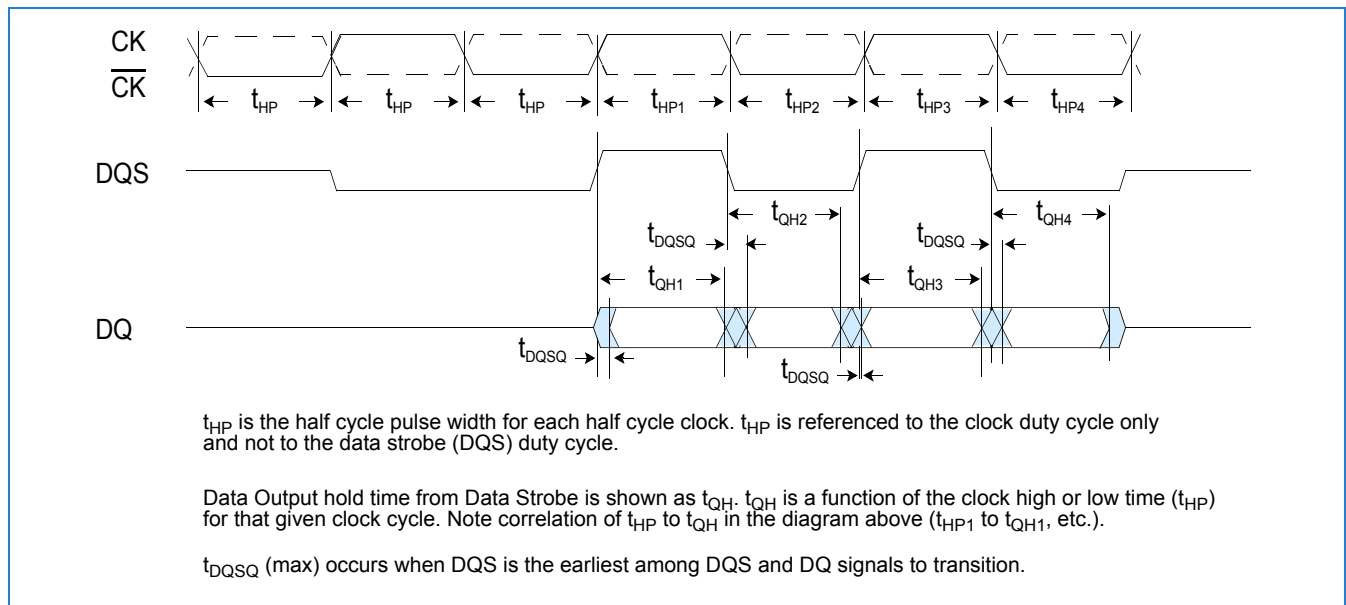 CK
CK
tHP tHP tHP tHP1 tHP2 tHP3 tHP4
DQS
tQH2 tQH4
tDQSQ tDQSQ
tQH1 tQH3
DQ
tDQSQ tDQSQ
tHP is the half cycle pulse width for each half cycle clock. tHP is referenced to the clock duty cycle only
and not to the data strobe (DQS) duty cycle.
Data Output hold time from Data Strobe is shown as tQH. tQH is a function of the clock high or low time (tHP)
for that given clock cycle. Note correlation of tHP to tQH in the diagram above (tHP1 to tQH1, etc.).
tDQSQ (max) occurs when DQS is the earliest among DQS and DQ signals to transition.